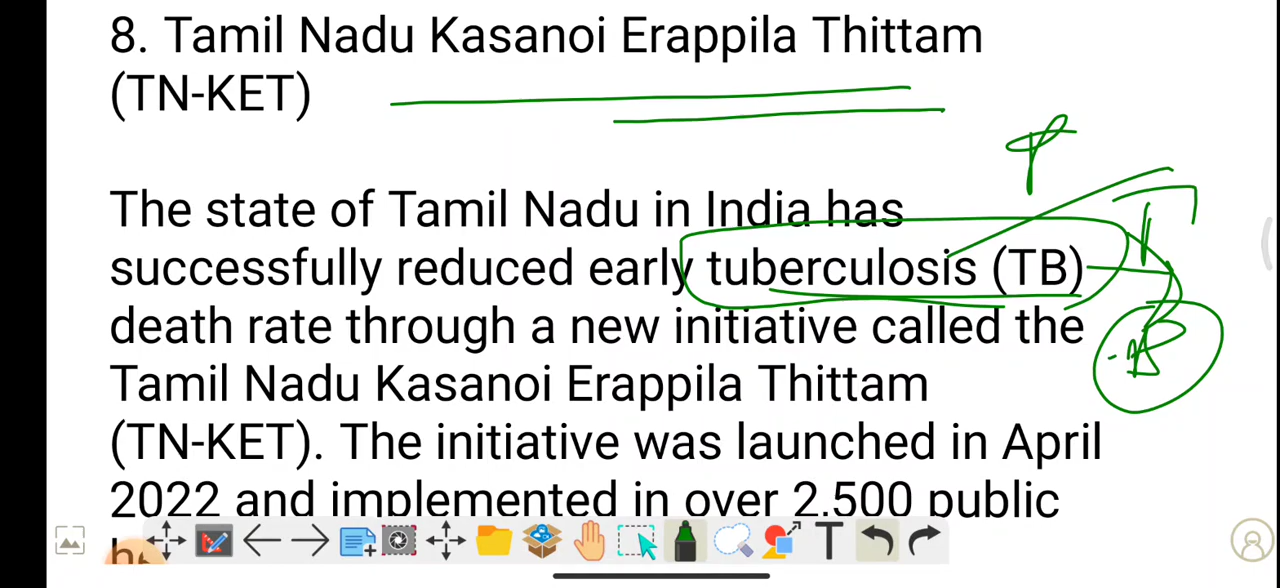 8. Tamil Nadu Kasanoi Erappila Thittam
(TN-KET)
The state of Tamil Nadu in India has
successfully reduced early tuberculosis (TB)
death rate through a new initiative called the
Tamil Nadu Kasanoi Erappila Thittam
(TN-KET). The initiative was launched in April
2022 and implemented in over 2,500 public